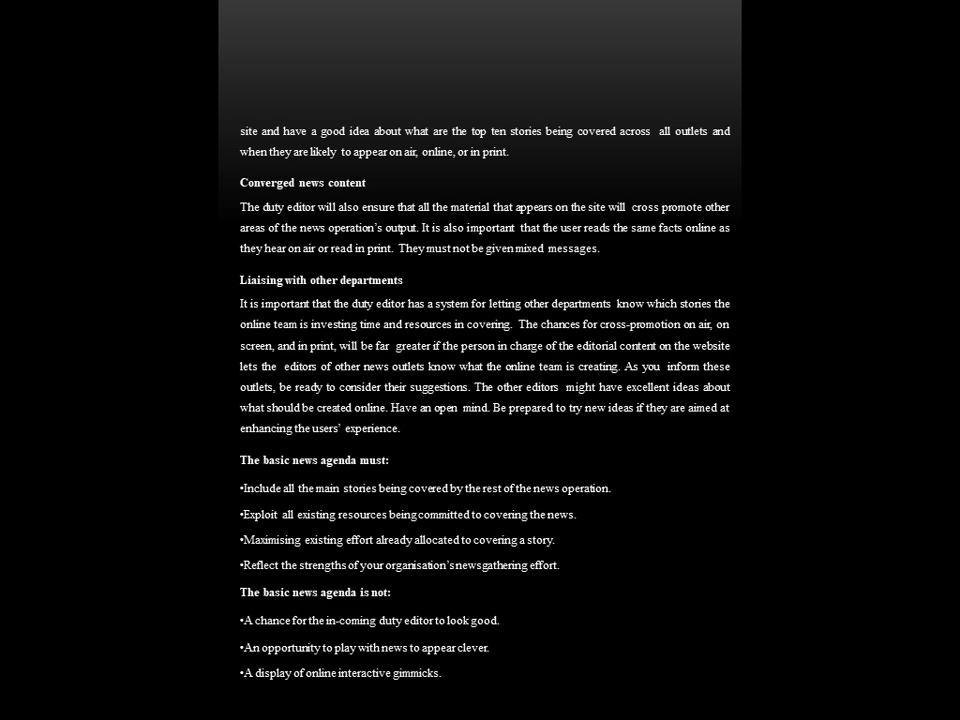 site and have a good idea about what are the top ten stories being covered across all outlets and
when they are likely to appear on air, online, or in print.
Converged news content
The duty editor will also ensure that all the material that appears on the site will cross promote other
areas of the news operation's output. It is also important that the user reads the same facts online as
they hear on air or read in print. They must not be given mixed messages.
Liaising with other departments
It is important that the duty editor has a system for letting other departments know which stories the
online team is investing time and resources in covering. The chances for cross-promotion on air, on
screen, and in print, will be far greater if the person in charge of the editorial content on the website
lets the editors of other news outlets know what the online team is creating. As you inform these
outlets, be ready to consider their suggestions. The other editors might have excellent ideas about
what should be created online. Have an open mind. Be prepared to try new ideas if they are aimed at
enhancing the users' experience.
The basic news agenda must:
•Include all the main stories being covered by the rest of the news operation.
•Exploit all existing resources being committed to covering the news.
•Maximising existing effort already allocated to covering a story.
•Reflect the strengths of your organisation's newsgathering effort.
The basic news agenda is not:
•A chance for the in-coming duty editor to look good.
•An opportunity to play with news to appear clever.
•A display of online interactive gimmicks.